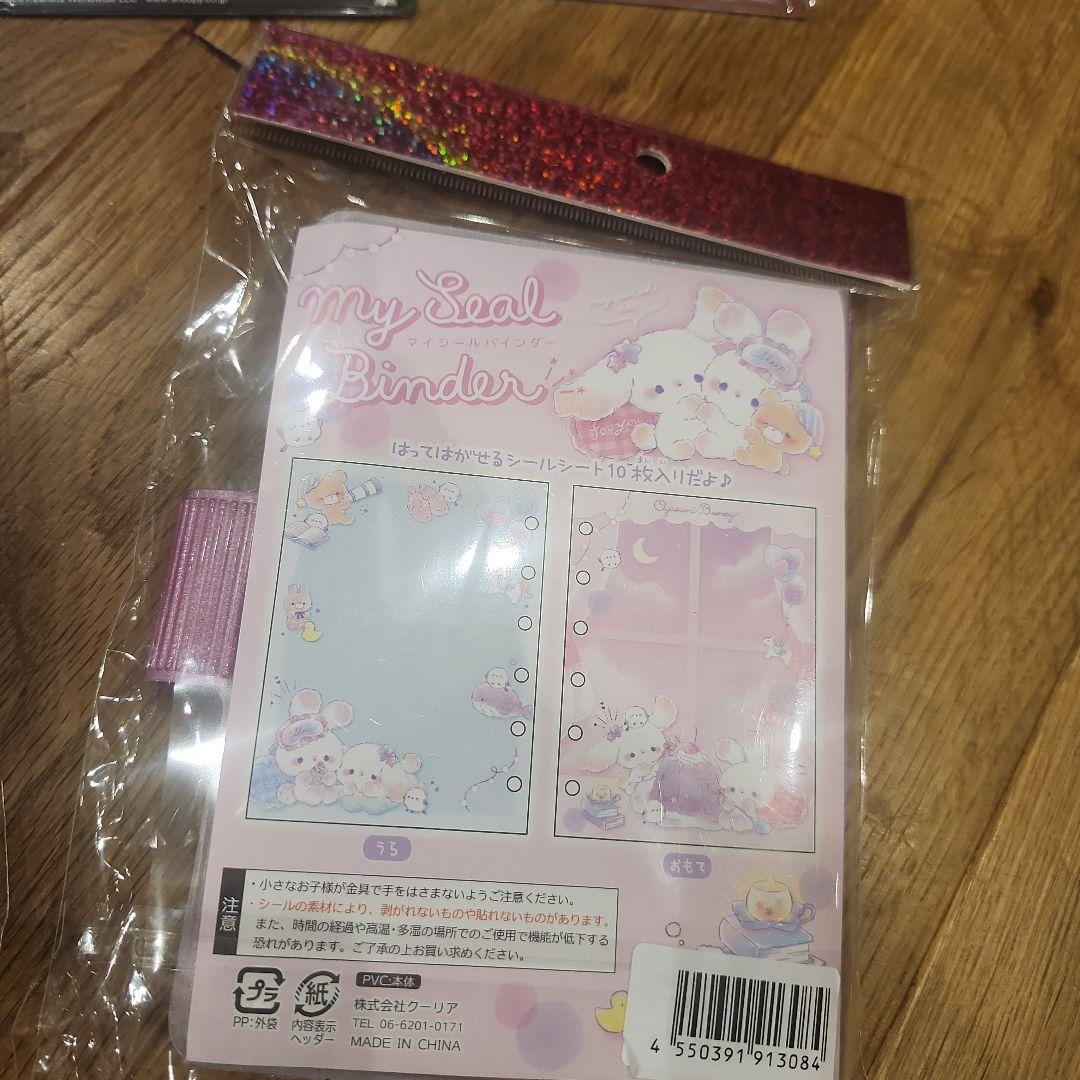 My Seal
マイシールバインダー
Binder
for you
はってはがせるシールシート10枚入りだよ♪
まい い
Oyasumi Bunny
うら
おもて
注意
・小さなお子様が金具で手をはさまないようご注意ください。
・シールの素材により、剥がれないものや貼れないものがあります。
また、時間の経過や高温・多湿の場所でのご使用で機能が低下する
恐れがあります。ご了承の上お買い求めください。
プラ
PP:外袋
紙
内容表示
ヘッダー
PVC:本体
株式会社クーリア
TEL 06-6201-0171
MADE IN CHINA
4 550391 913084